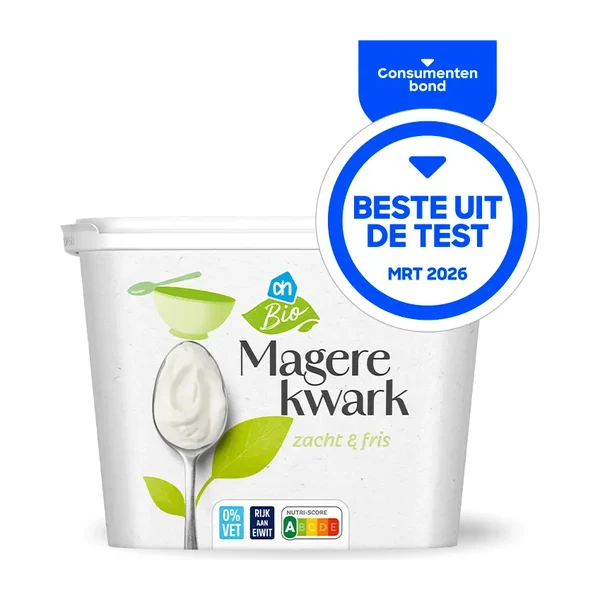 Consumenten
bond
BESTE UIT
DE TEST
MRT 2026
ah
Bio
Magere
kwark
zacht & fris
0%
VET
RIJK
AAN
EIWIT
NUTRI-SCORE
A B C D E